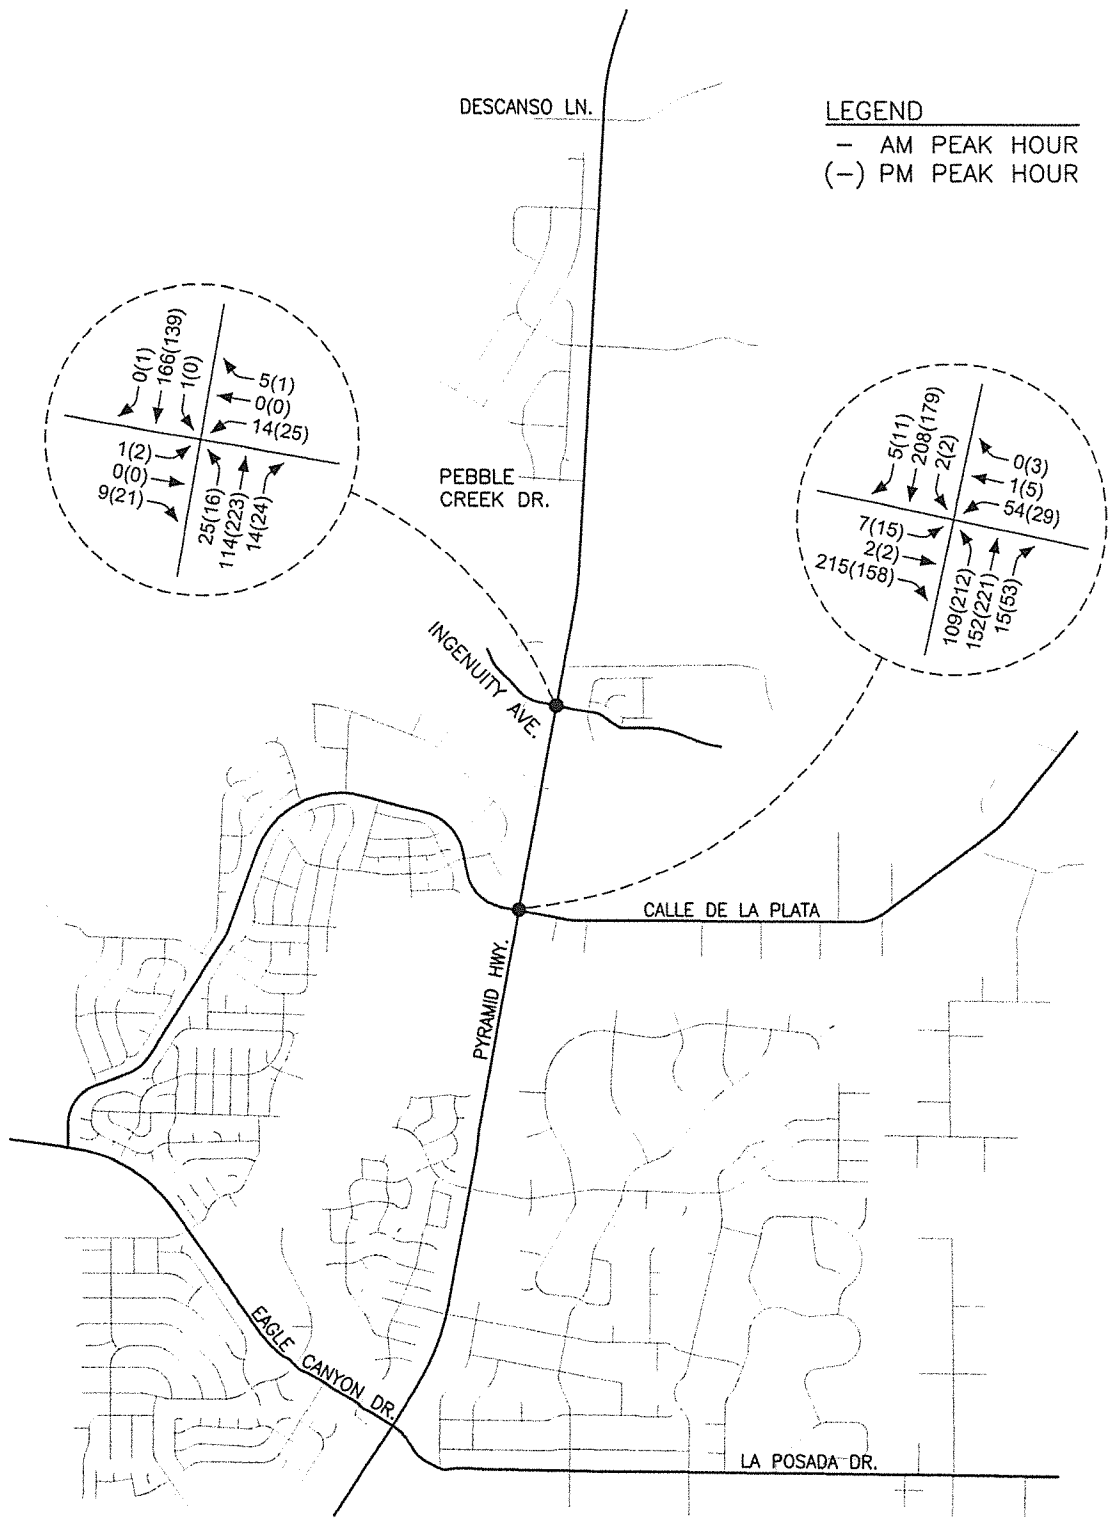 DESCANSO LN.
LEGEND
– AM PEAK HOUR
(–) PM PEAK HOUR
0(1)
166(139)
1(0)
5(1)
0(0)
14(25)
1(2)
0(0)
9(21)
25(16)
114(223)
14(24)
PEBBLE
CREEK DR.
5(11)
208(179)
2(2)
0(3)
1(5)
54(29)
7(15)
2(2)
215(158)
109(212)
152(221)
15(53)
INGENUITY AVE.
CALLE DE LA PLATA
PYRAMID HWY.
EAGLE CANYON DR.
LA POSADA DR.